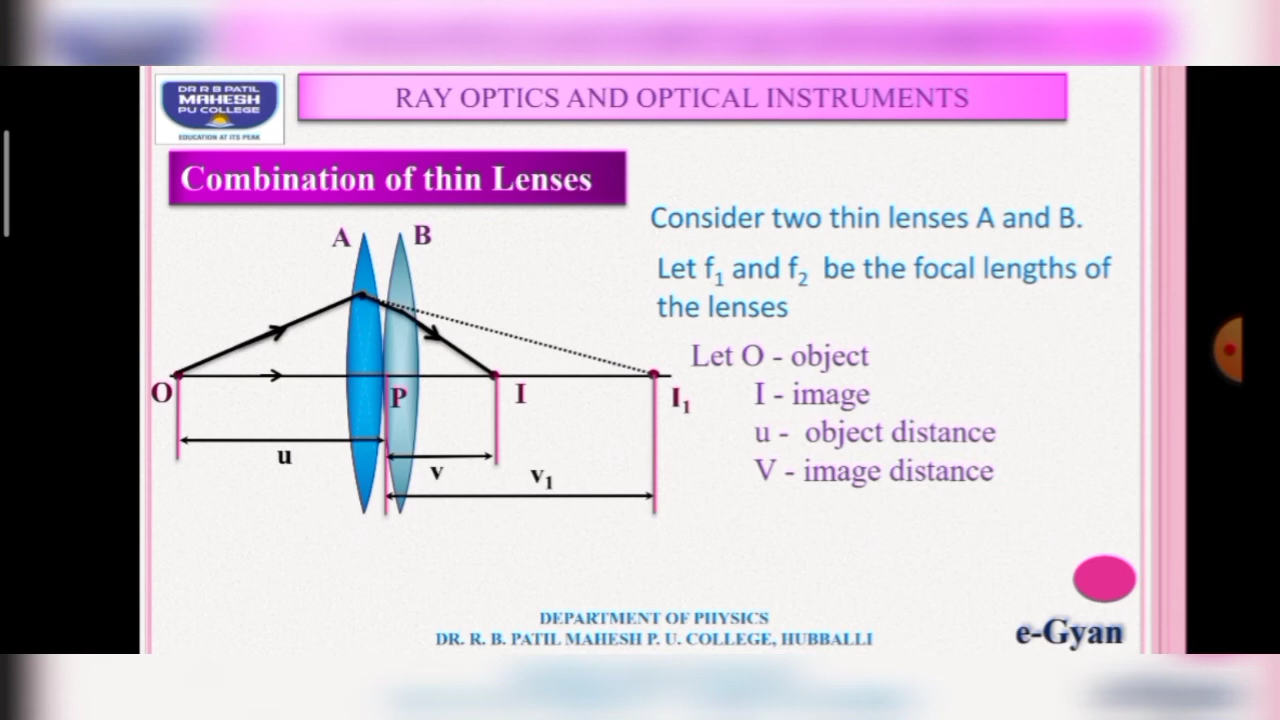 DR R B PATIL
MAHESH
PU COLLEGE
EDUCATION AT ITS PEAK
RAY OPTICS AND OPTICAL INSTRUMENTS
Combination of thin Lenses
Consider two thin lenses A and B.
Let f₁ and f₂ be the focal lengths of
the lenses
Let O - object
I - image
u - object distance
V - image distance
A
B
O
P
I
I₁
u
v
v₁
DEPARTMENT OF PHYSICS
DR. R. B. PATIL MAHESH P. U. COLLEGE, HUBBALLI
e-Gyan